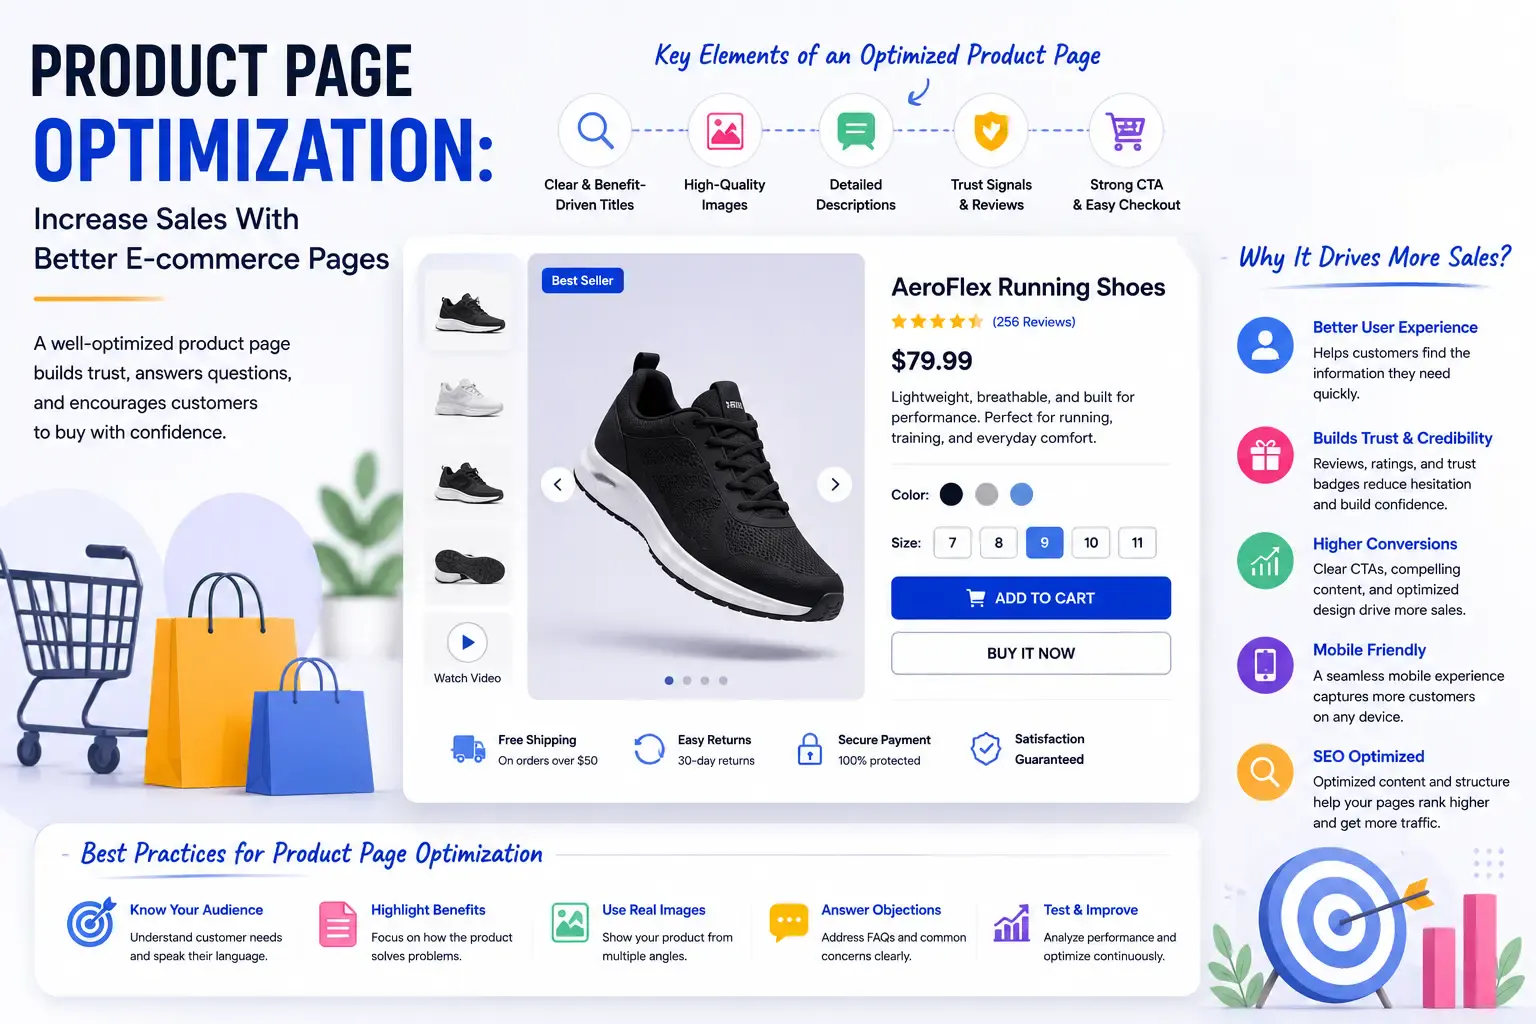 PRODUCT PAGE
OPTIMIZATION:
Increase Sales With
Better E-commerce Pages
A well-optimized product page
builds trust, answers questions,
and encourages customers
to buy with confidence.
Key Elements of an Optimized Product Page
Clear & Benefit-
Driven Titles
High-Quality
Images
Detailed
Descriptions
Trust Signals
& Reviews
Strong CTA
& Easy Checkout
Best Seller
Watch Video
AeroFlex Running Shoes
(256 Reviews)
$79.99
Lightweight, breathable, and built for
performance. Perfect for running,
training, and everyday comfort.
Color:
Size: 7 8 9 10 11
ADD TO CART
BUY IT NOW
Free Shipping
On orders over $50
Easy Returns
30-day returns
Secure Payment
100% protected
Satisfaction
Guaranteed
Why It Drives More Sales?
Better User Experience
Helps customers find the
information they need
quickly.
Builds Trust & Credibility
Reviews, ratings, and trust
badges reduce hesitation
and build confidence.
Higher Conversions
Clear CTAs, compelling
content, and optimized
design drive more sales.
Mobile Friendly
A seamless mobile experience
captures more customers
on any device.
SEO Optimized
Optimized content and structure
help your pages rank higher
and get more traffic.
Best Practices for Product Page Optimization
Know Your Audience
Understand customer needs
and speak their language.
Highlight Benefits
Focus on how the product
solves problems.
Use Real Images
Show your product from
multiple angles.
Answer Objections
Address FAQs and common
concerns clearly.
Test & Improve
Analyze performance and
optimize continuously.